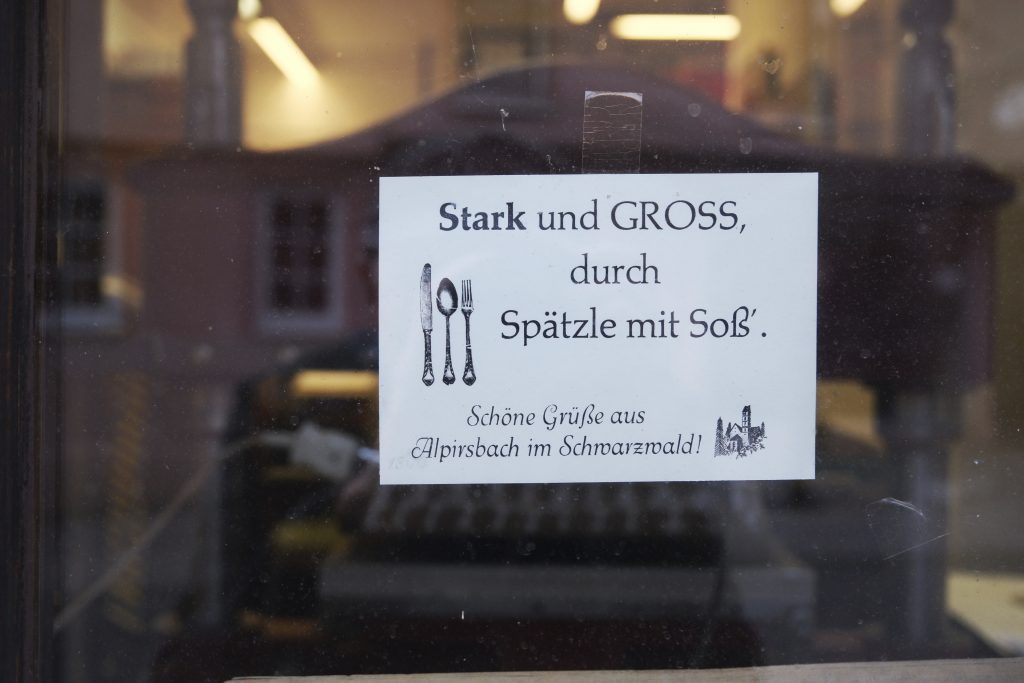 Stark und GROSS,
durch
Spätzle mit Soß'.
Schöne Grüße aus
Alpirsbach im Schwarzwald!